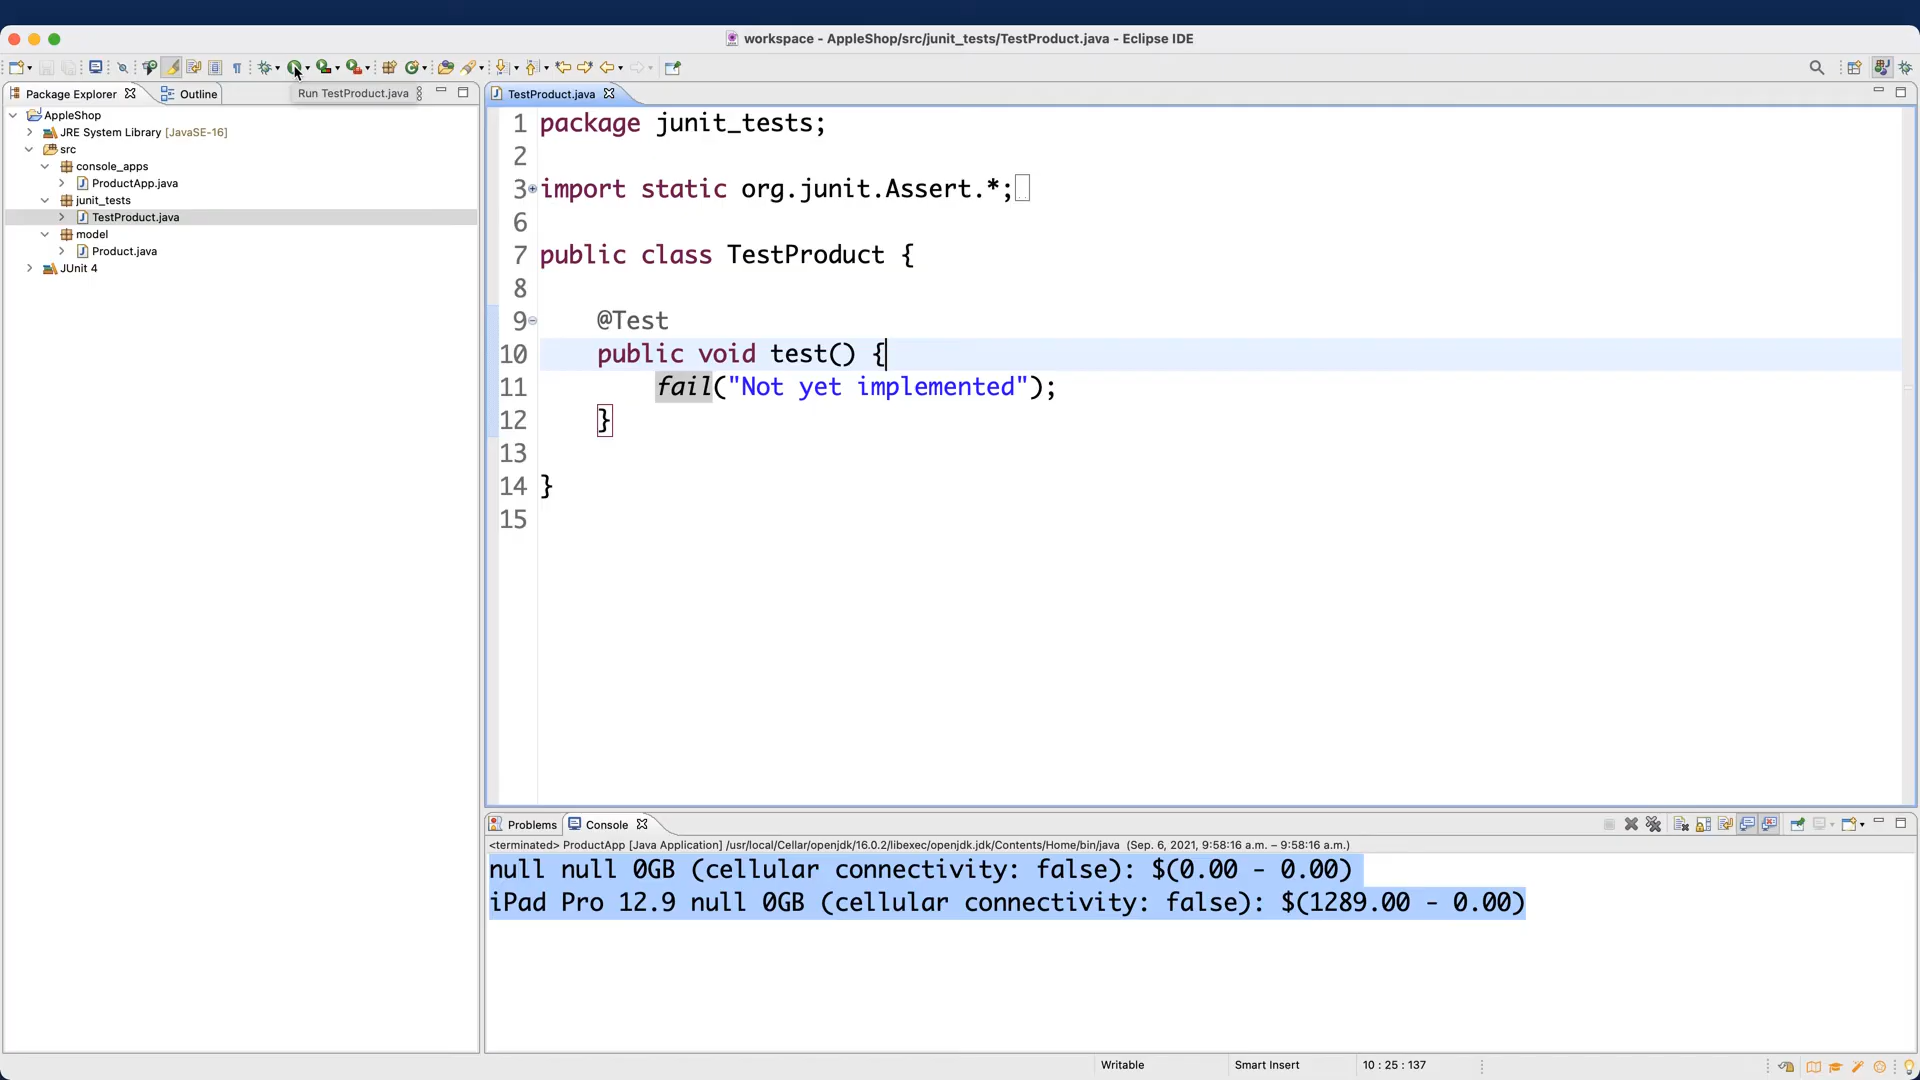 workspace - AppleShop/src/junit_tests/TestProduct.java - Eclipse IDE
Package Explorer
Outline
Run TestProduct.java
AppleShop
JRE System Library [JavaSE-16]
src
console_apps
ProductApp.java
junit_tests
TestProduct.java
model
Product.java
JUnit 4
TestProduct.java
1 package junit_tests;
2
3 import static org.junit.Assert.*;
6
7 public class TestProduct {
8
9 @Test
10 public void test() {
11 fail("Not yet implemented");
12 }
13
14 }
15
Problems
Console
<terminated> ProductApp [Java Application] /usr/local/Cellar/openjdk/16.0.2/libexec/openjdk.jdk/Contents/Home/bin/java (Sep. 6, 2021, 9:58:16 a.m. – 9:58:16 a.m.)
null null 0GB (cellular connectivity: false): $(0.00 - 0.00)
iPad Pro 12.9 null 0GB (cellular connectivity: false): $(1289.00 - 0.00)
Writable
Smart Insert
10 : 25 : 137